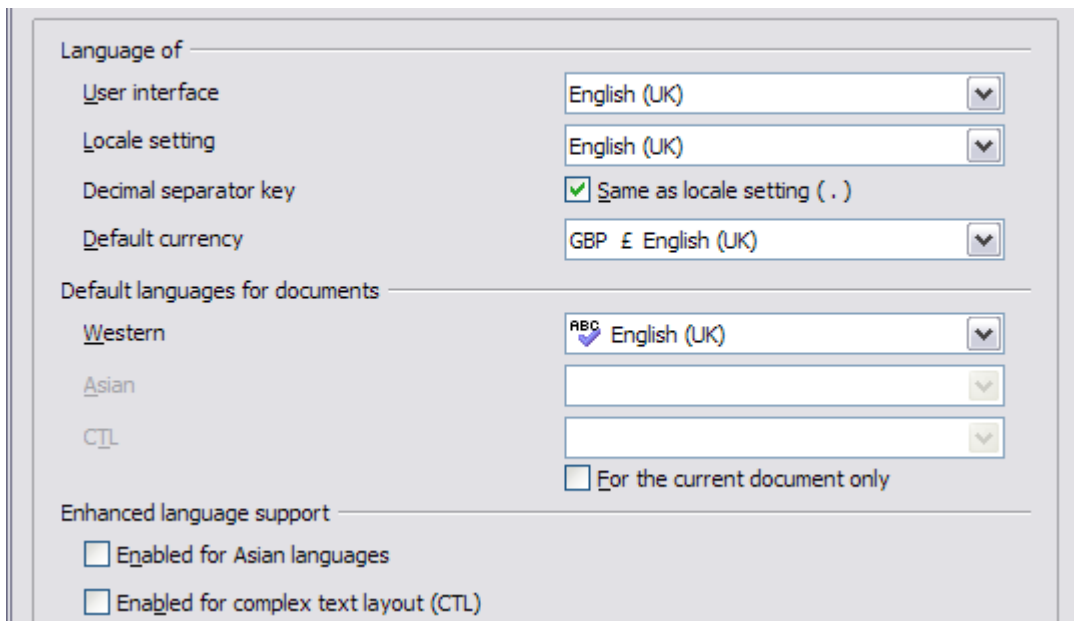 Language of
User interface English (UK)
Locale setting English (UK)
Decimal separator key Same as locale setting ( . )
Default currency GBP £ English (UK)
Default languages for documents
Western ABC English (UK)
Asian
CTL
For the current document only
Enhanced language support
Enabled for Asian languages
Enabled for complex text layout (CTL)